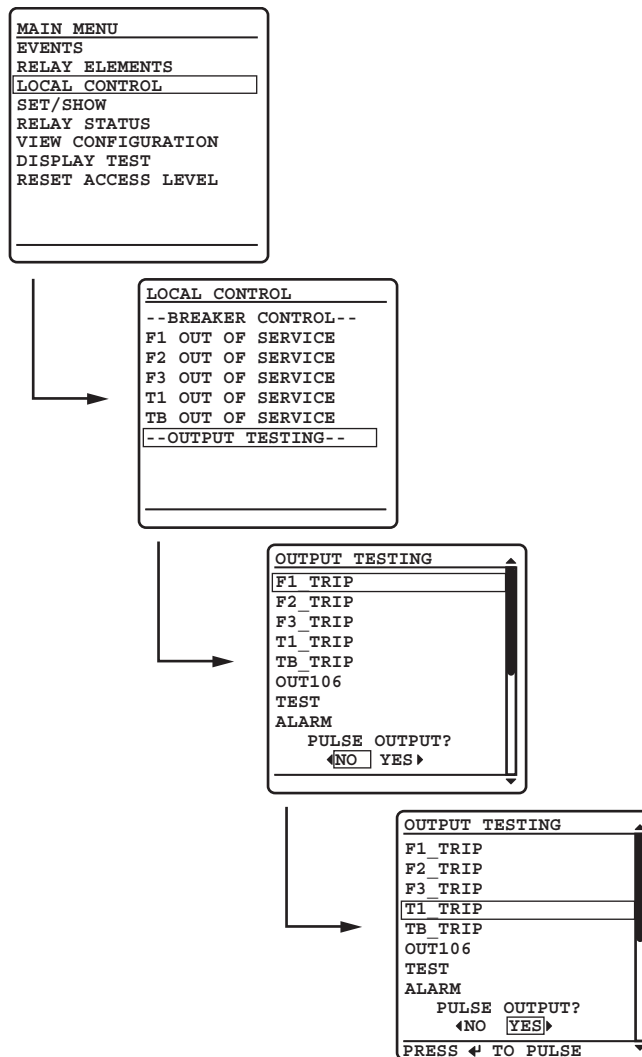 MAIN MENU
EVENTS
RELAY ELEMENTS
LOCAL CONTROL
SET/SHOW
RELAY STATUS
VIEW CONFIGURATION
DISPLAY TEST
RESET ACCESS LEVEL
LOCAL CONTROL
--BREAKER CONTROL--
F1 OUT OF SERVICE
F2 OUT OF SERVICE
F3 OUT OF SERVICE
T1 OUT OF SERVICE
TB OUT OF SERVICE
--OUTPUT TESTING--
OUTPUT TESTING
F1_TRIP
F2_TRIP
F3_TRIP
T1_TRIP
TB_TRIP
OUT106
TEST
ALARM
PULSE OUTPUT?
NO YES
OUTPUT TESTING
F1_TRIP
F2_TRIP
F3_TRIP
T1_TRIP
TB_TRIP
OUT106
TEST
ALARM
PULSE OUTPUT?
NO YES
PRESS ↵ TO PULSE